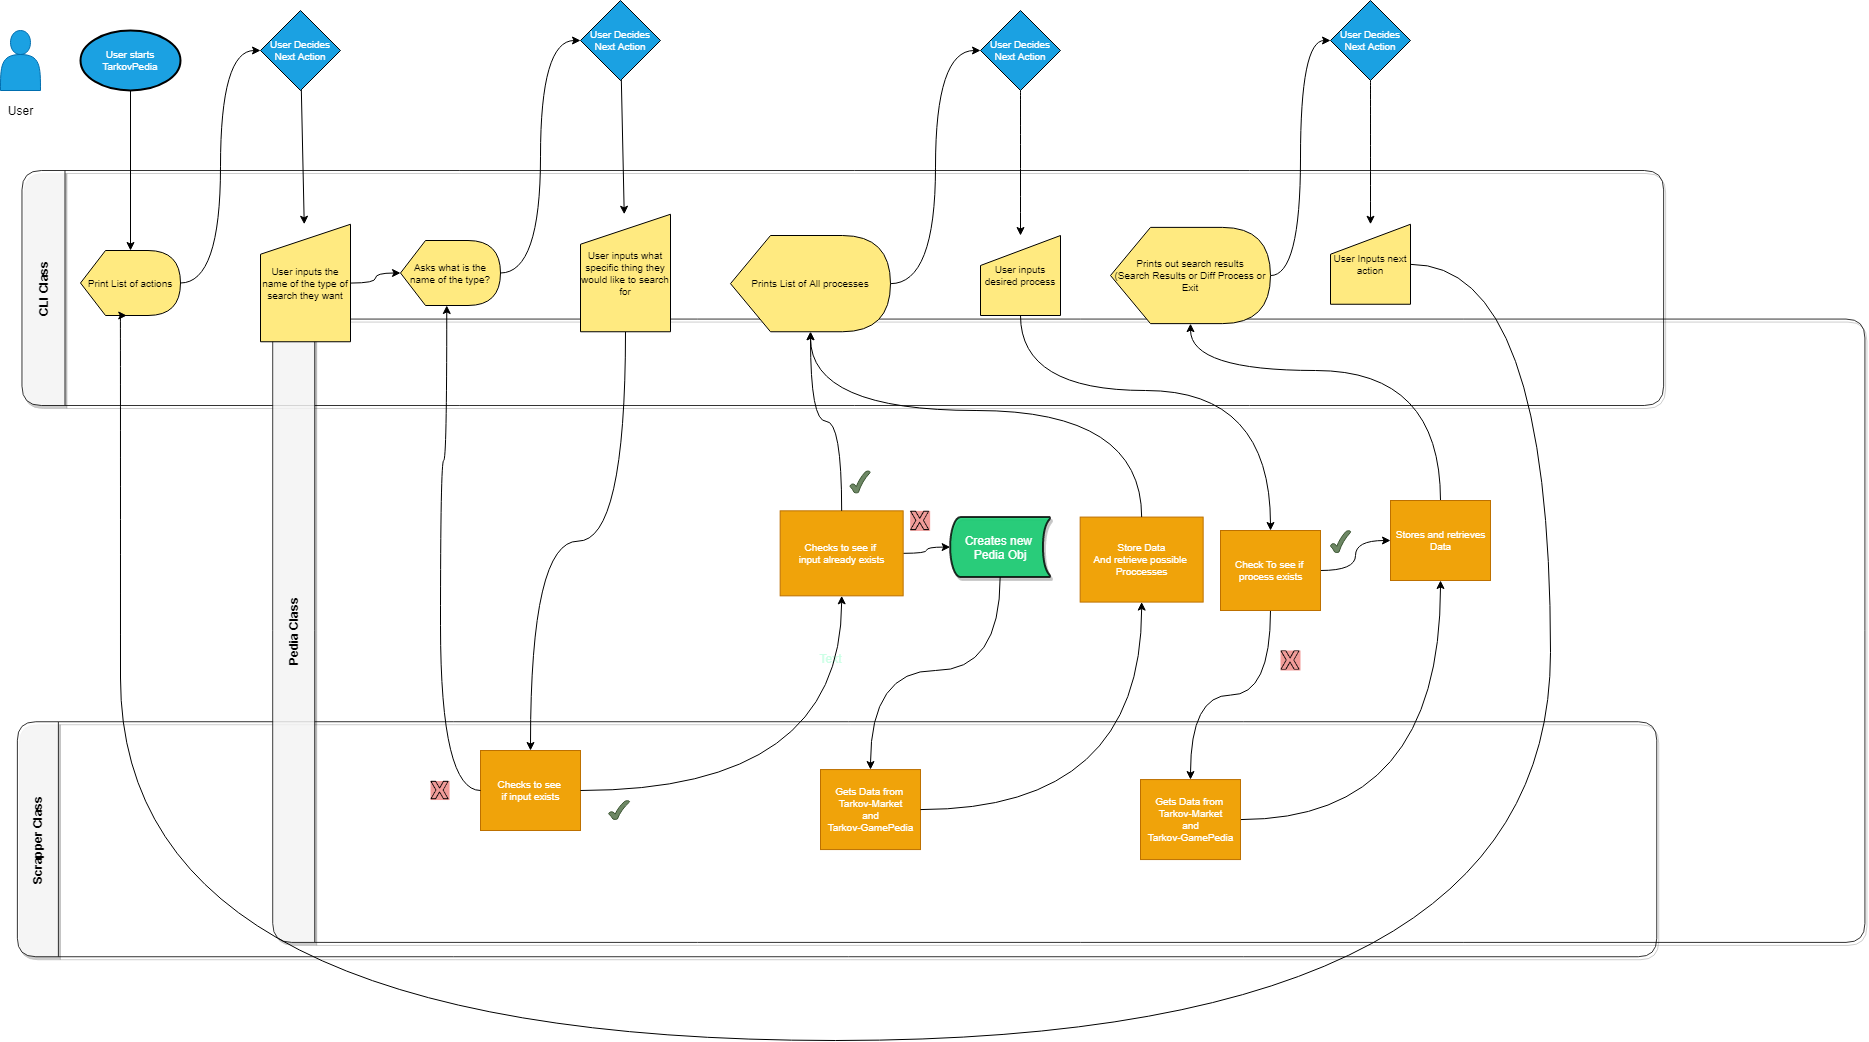 User
User starts
TarkovPedia
User Decides
Next Action
User Decides
Next Action
User Decides
Next Action
User Decides
Next Action
CLI Class
Print List of actions
User inputs the
name of the type of
search they want
Asks what is the
name of the type?
User inputs what
specific thing they
would like to search
for
Prints List of All processes
User inputs
desired process
Prints out search results
(Search Results or Diff Process or
Exit
User Inputs next
action
Pedia Class
Checks to see if
input already exists
Creates new
Pedia Obj
Store Data
And retrieve possible
Proccesses
Check To see if
process exists
Stores and retrieves
Data
Text
Scrapper Class
Checks to see
if input exists
Gets Data from
Tarkov-Market
and
Tarkov-GamePedia
Gets Data from
Tarkov-Market
and
Tarkov-GamePedia